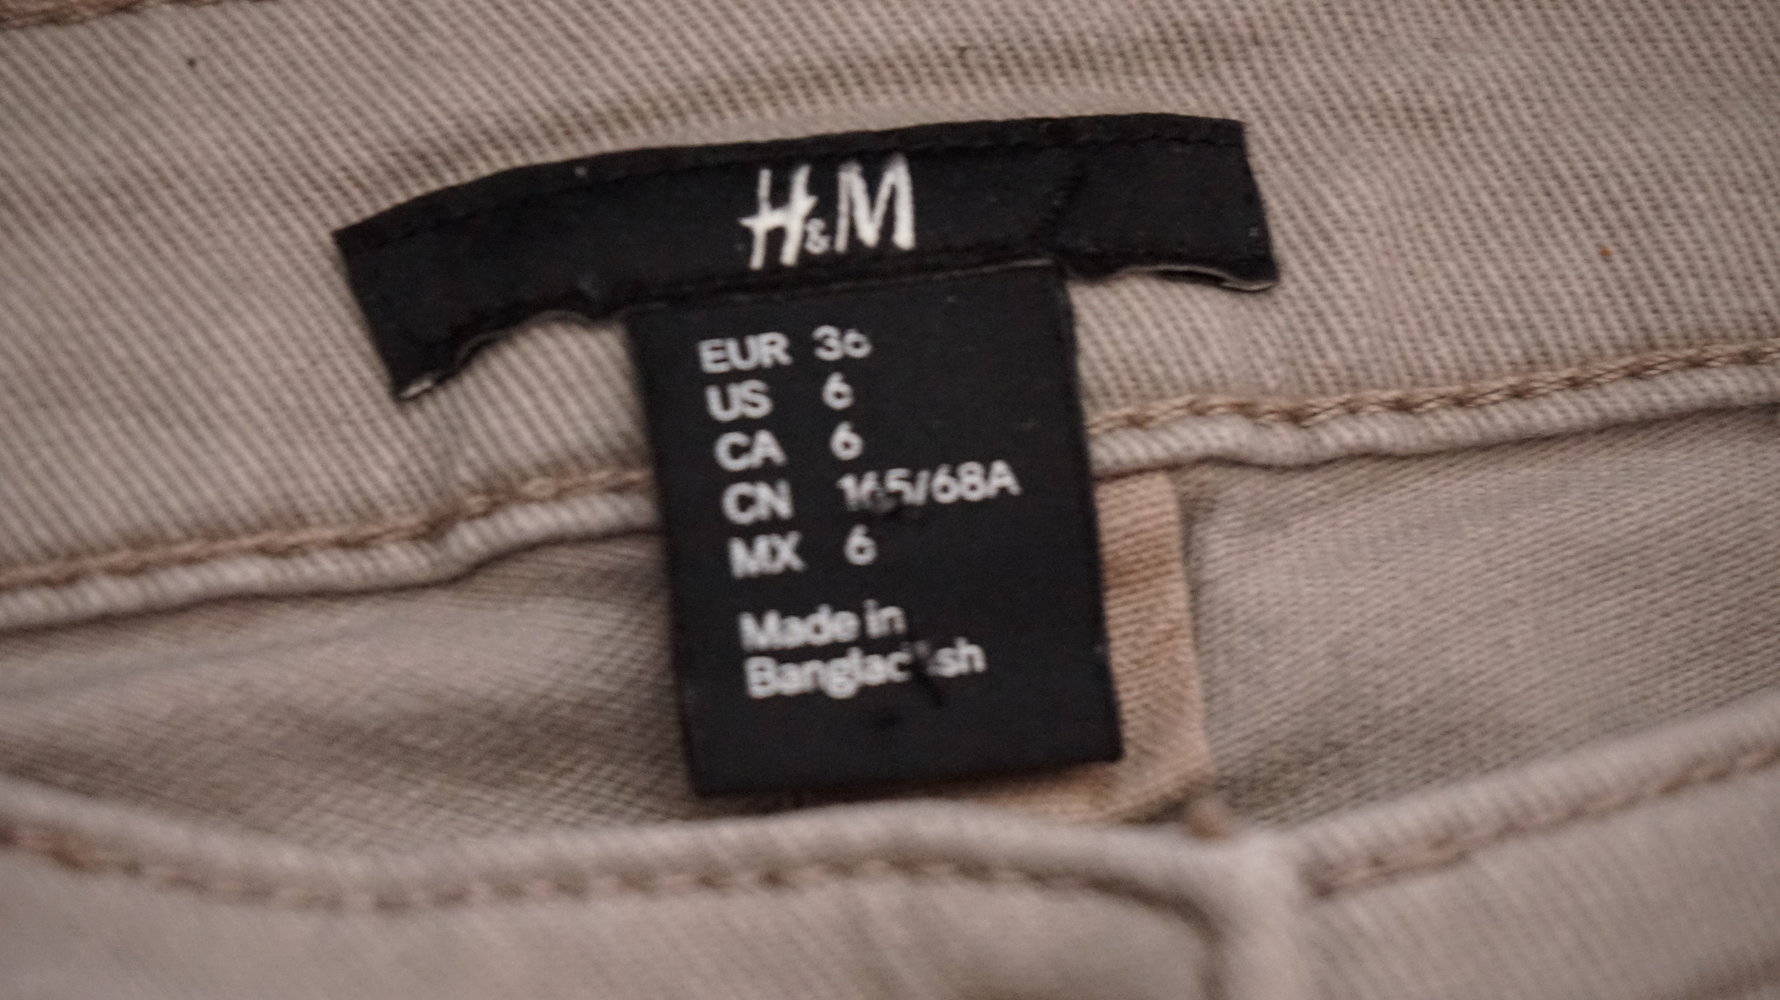 H&M
EUR 36
US 6
CA 6
CN 165/68A
MX 6
Made in
Bangladesh